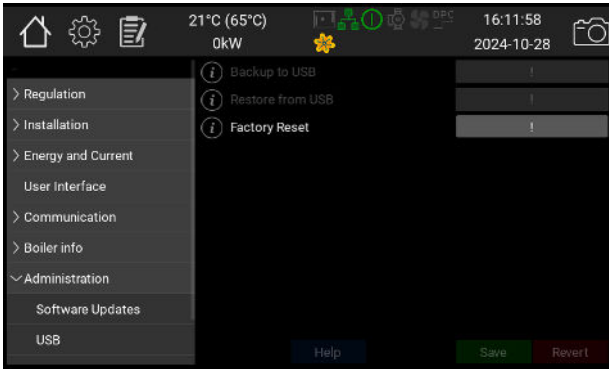 21°C (65°C)
0kW
DPC
16:11:58
2024-10-28
Backup to USB
!
> Regulation
Restore from USB
!
> Installation
Factory Reset
!
> Energy and Current
User Interface
> Communication
> Boiler info
Administration
Software Updates
USB
Help
Save
Revert